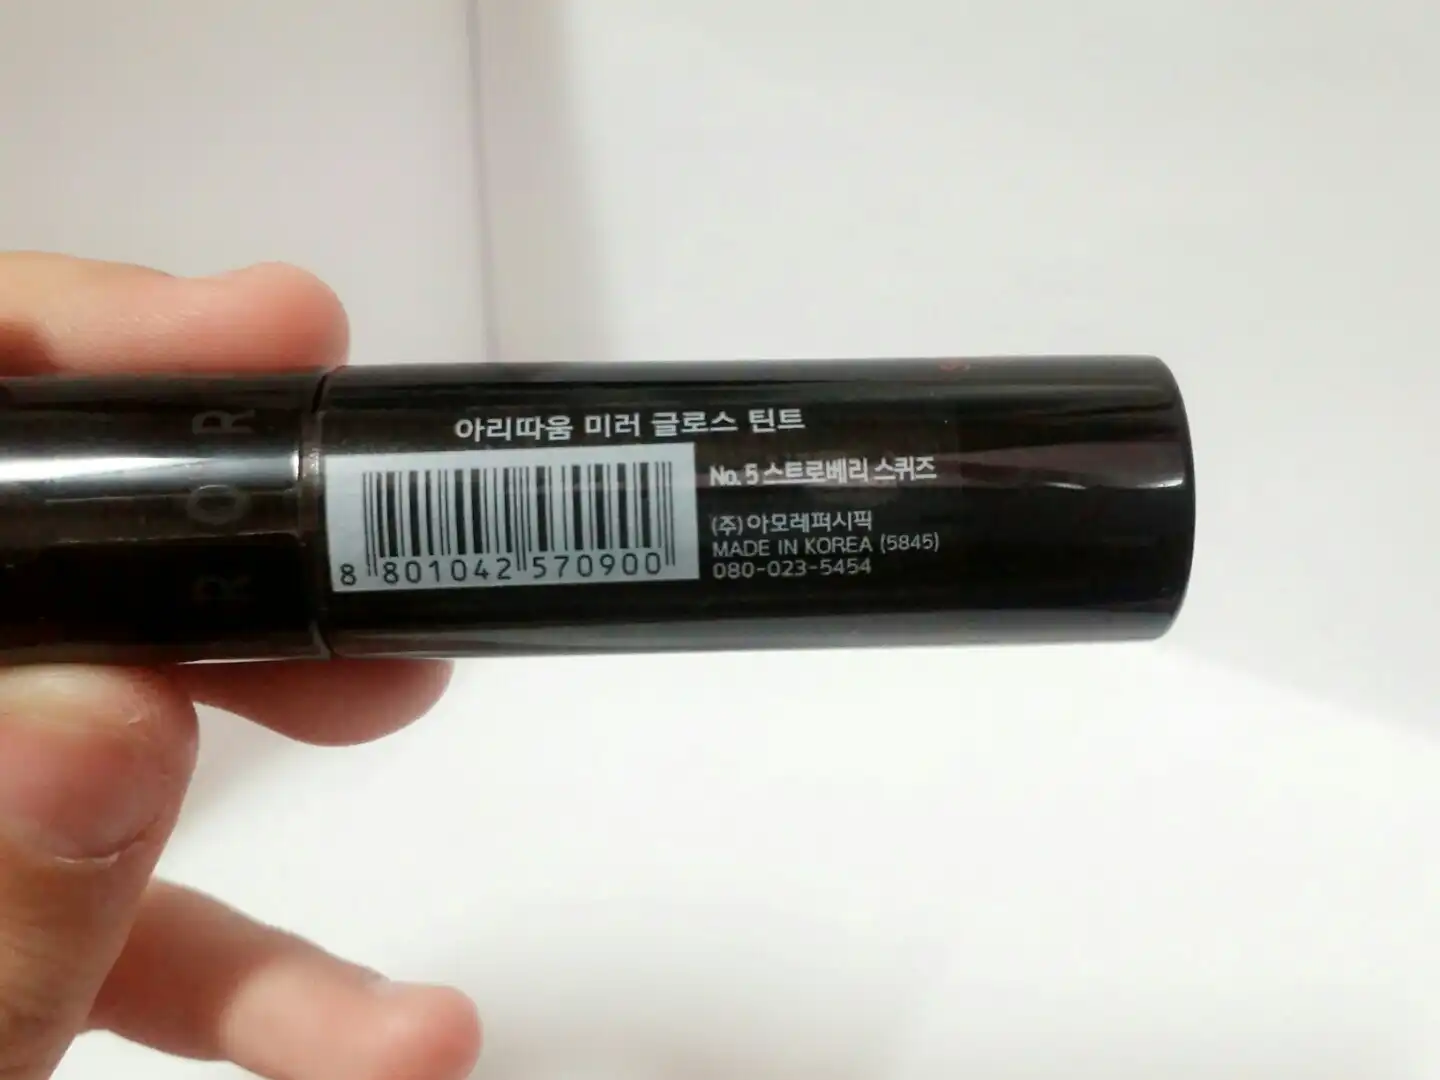 아리따움 미러 글로스 틴트
No. 5 스트로베리 스퀴즈
(주)아모레퍼시픽
MADE IN KOREA (5845)
080-023-5454
8 801042 570900
R O R